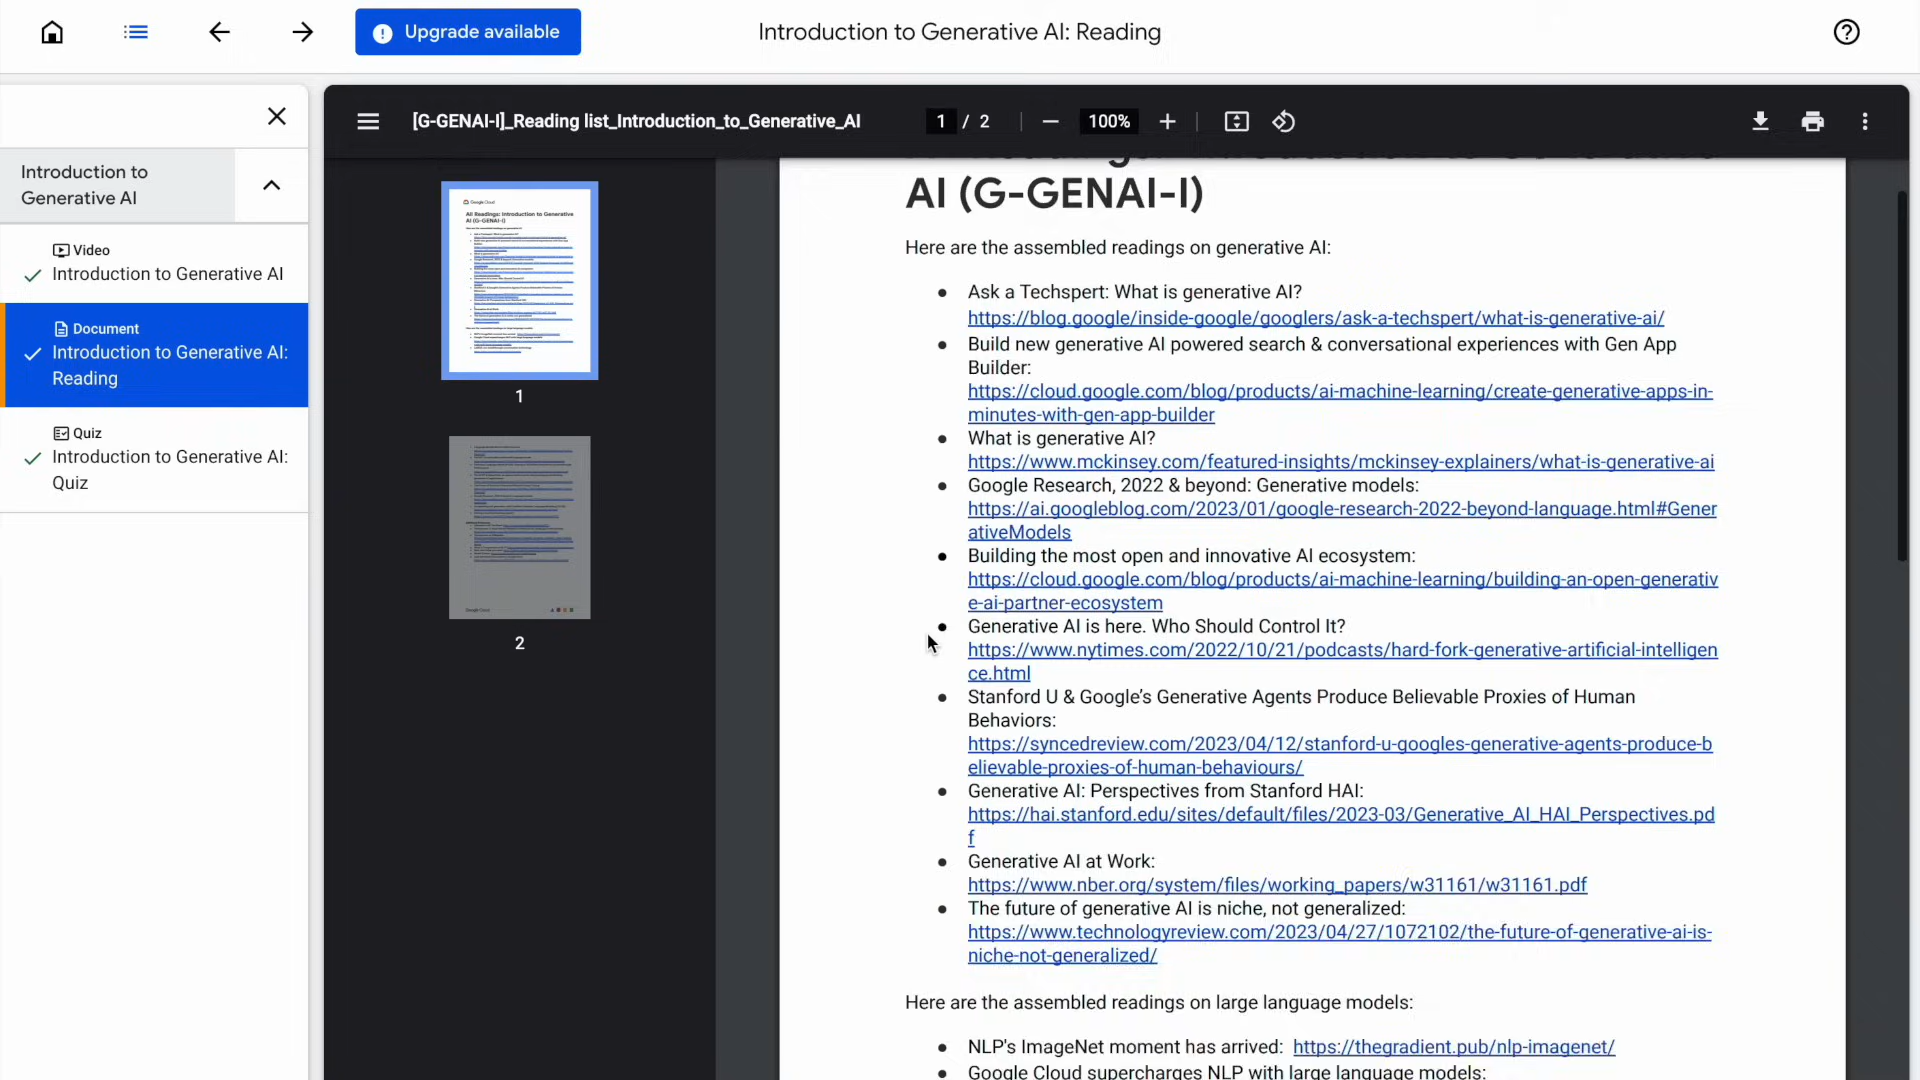 Upgrade available
Introduction to Generative AI: Reading
Introduction to
Generative AI
Video
Introduction to Generative AI
Document
Introduction to Generative AI:
Reading
Quiz
Introduction to Generative AI:
Quiz
[G-GENAI-I]_Reading list_Introduction_to_Generative_AI
1 / 2
100%
1
2
AI (G-GENAI-I)
Here are the assembled readings on generative AI:
● Ask a Techspert: What is generative AI?
https://blog.google/inside-google/googlers/ask-a-techspert/what-is-generative-ai/
● Build new generative AI powered search & conversational experiences with Gen App
Builder:
https://cloud.google.com/blog/products/ai-machine-learning/create-generative-apps-in-
minutes-with-gen-app-builder
● What is generative AI?
https://www.mckinsey.com/featured-insights/mckinsey-explainers/what-is-generative-ai
● Google Research, 2022 & beyond: Generative models:
https://ai.googleblog.com/2023/01/google-research-2022-beyond-language.html#Gener
ativeModels
● Building the most open and innovative AI ecosystem:
https://cloud.google.com/blog/products/ai-machine-learning/building-an-open-generativ
e-ai-partner-ecosystem
● Generative AI is here. Who Should Control It?
https://www.nytimes.com/2022/10/21/podcasts/hard-fork-generative-artificial-intelligen
ce.html
● Stanford U & Google’s Generative Agents Produce Believable Proxies of Human
Behaviors:
https://syncedreview.com/2023/04/12/stanford-u-googles-generative-agents-produce-b
elievable-proxies-of-human-behaviours/
● Generative AI: Perspectives from Stanford HAI:
https://hai.stanford.edu/sites/default/files/2023-03/Generative_AI_HAI_Perspectives.pd
f
● Generative AI at Work:
https://www.nber.org/system/files/working_papers/w31161/w31161.pdf
● The future of generative AI is niche, not generalized:
https://www.technologyreview.com/2023/04/27/1072102/the-future-of-generative-ai-is-
niche-not-generalized/
Here are the assembled readings on large language models:
● NLP's ImageNet moment has arrived: https://thegradient.pub/nlp-imagenet/
● Google Cloud supercharges NLP with large language models: